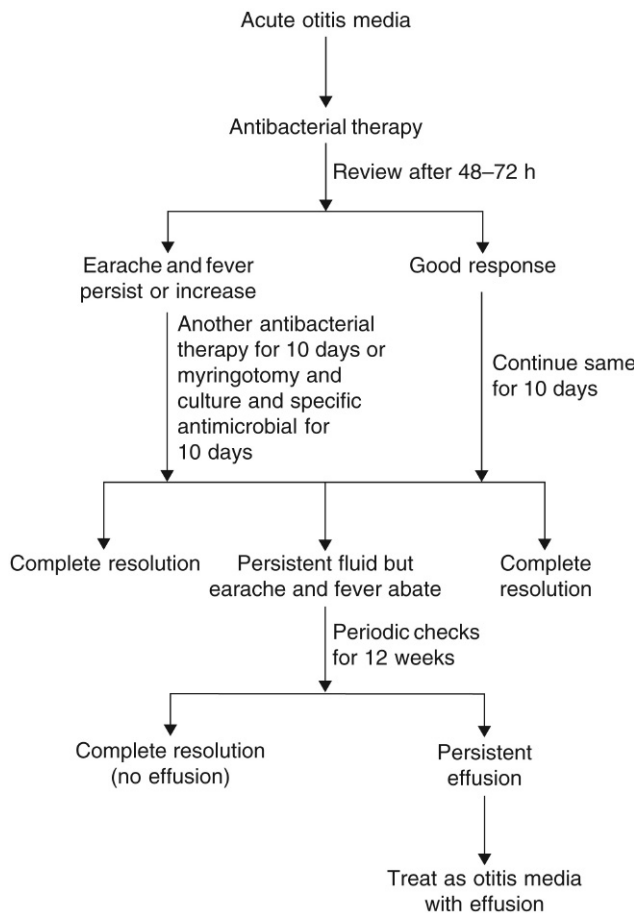 Acute otitis media
Antibacterial therapy
Review after 48–72 h
Earache and fever
persist or increase
Good response
Another antibacterial
therapy for 10 days or
myringotomy and
culture and specific
antimicrobial for
10 days
Continue same
for 10 days
Complete resolution
Persistent fluid but
earache and fever abate
Complete
resolution
Periodic checks
for 12 weeks
Complete resolution
(no effusion)
Persistent
effusion
Treat as otitis media
with effusion